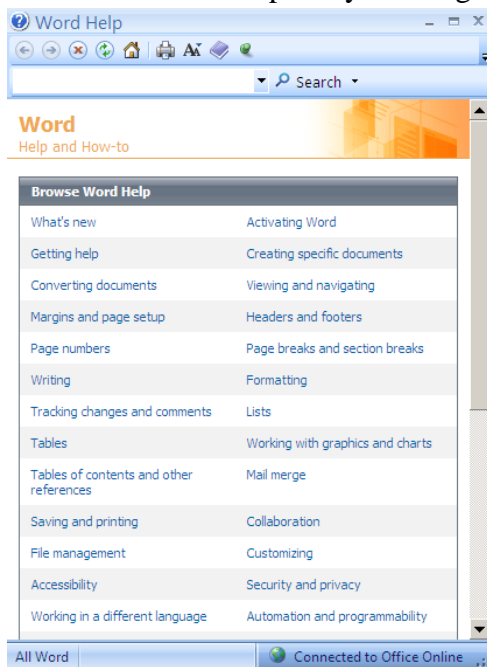 Word Help
Search
Word
Help and How-to
Browse Word Help
What's new Activating Word
Getting help Creating specific documents
Converting documents Viewing and navigating
Margins and page setup Headers and footers
Page numbers Page breaks and section breaks
Writing Formatting
Tracking changes and comments Lists
Tables Working with graphics and charts
Tables of contents and other Mail merge
references
Saving and printing Collaboration
File management Customizing
Accessibility Security and privacy
Working in a different language Automation and programmability
All Word Connected to Office Online